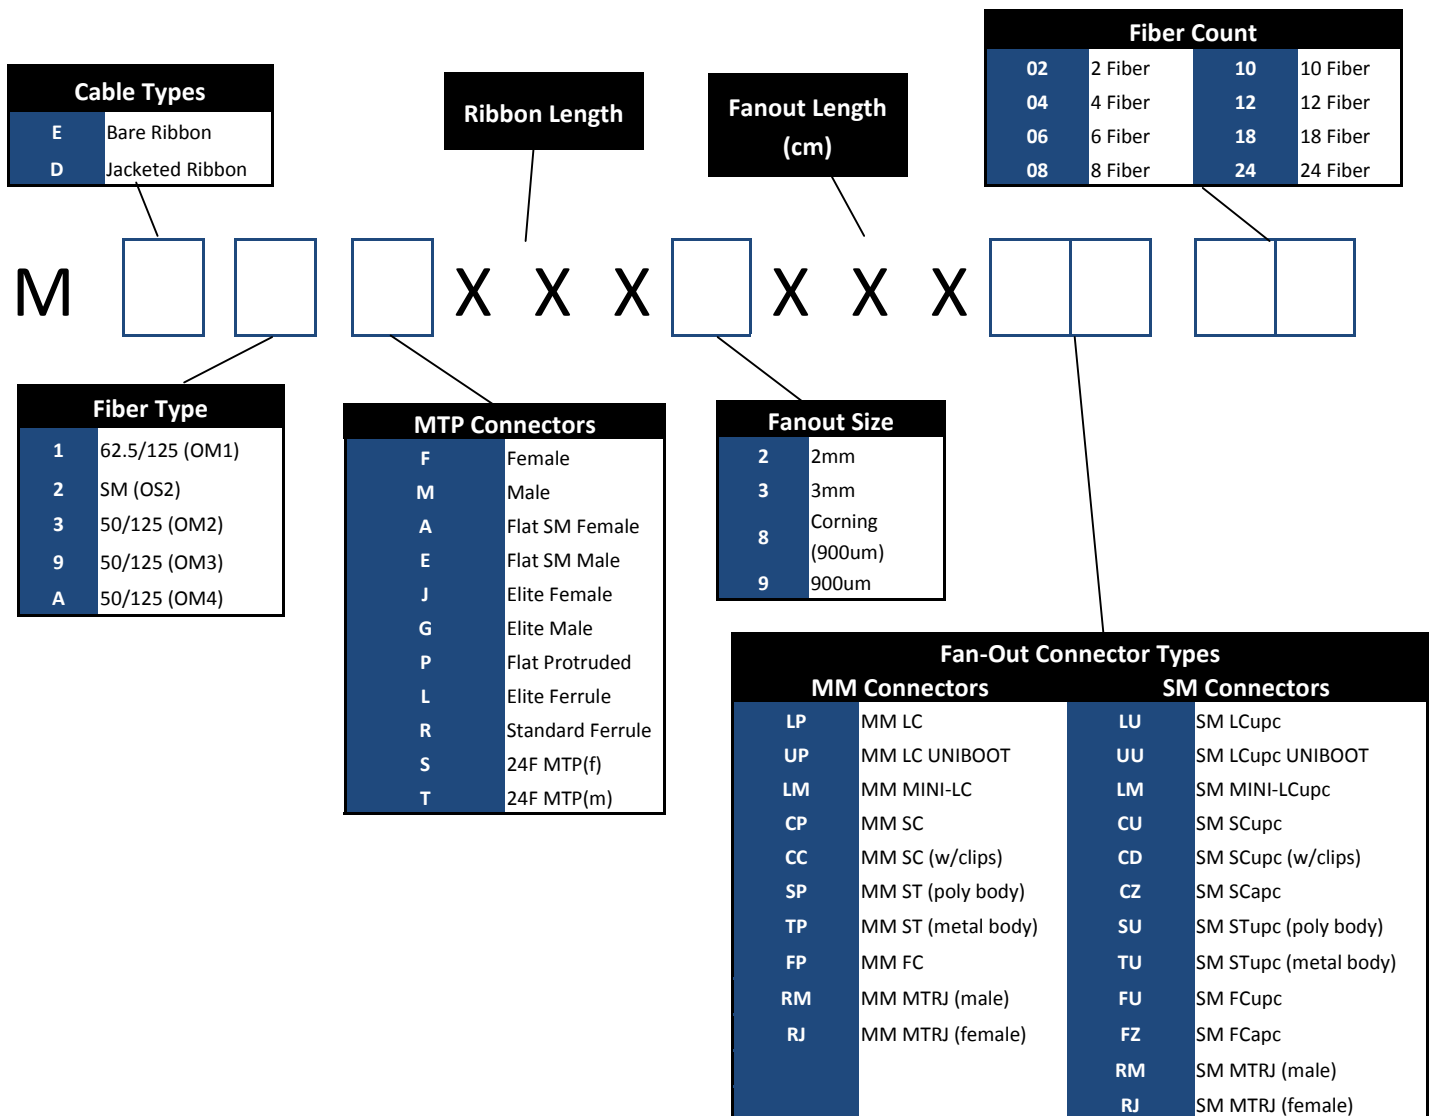 Fiber Count
02 2 Fiber 10 10 Fiber
04 4 Fiber 12 12 Fiber
06 6 Fiber 18 18 Fiber
08 8 Fiber 24 24 Fiber
Cable Types
E Bare Ribbon
D Jacketed Ribbon
Ribbon Length
Fanout Length
(cm)
M X X X X X X
Fiber Type
1 62.5/125 (OM1)
2 SM (OS2)
3 50/125 (OM2)
9 50/125 (OM3)
A 50/125 (OM4)
MTP Connectors
F Female
M Male
A Flat SM Female
E Flat SM Male
J Elite Female
G Elite Male
P Flat Protruded
L Elite Ferrule
R Standard Ferrule
S 24F MTP(f)
T 24F MTP(m)
Fanout Size
2 2mm
3 3mm
8 Corning
(900um)
9 900um
Fan-Out Connector Types
MM Connectors SM Connectors
LP MM LC LU SM LCupc
UP MM LC UNIBOOT UU SM LCupc UNIBOOT
LM MM MINI-LC LM SM MINI-LCupc
CP MM SC CU SM SCupc
CC MM SC (w/clips) CD SM SCupc (w/clips)
SP MM ST (poly body) CZ SM SCapc
TP MM ST (metal body) SU SM STupc (poly body)
FP MM FC TU SM STupc (metal body)
RM MM MTRJ (male) FU SM FCupc
RJ MM MTRJ (female) FZ SM FCapc
RM SM MTRJ (male)
RJ SM MTRJ (female)